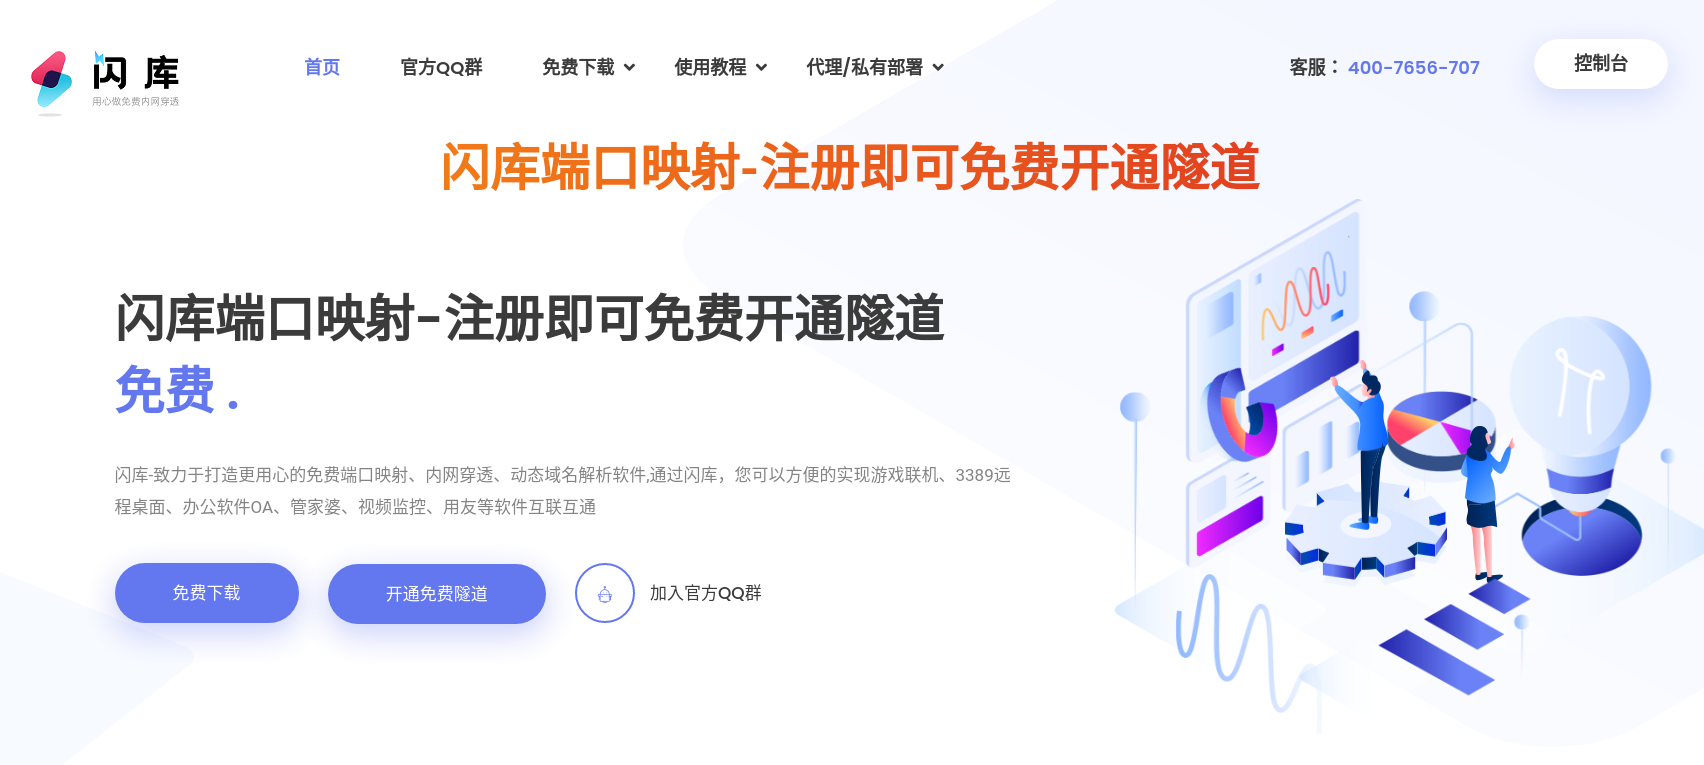 闪库
用心做免费内网穿透
首页 官方QQ群 免费下载 使用教程 代理/私有部署 客服： 400-7656-707 控制台
闪库端口映射-注册即可免费开通隧道
闪库端口映射-注册即可免费开通隧道
免费 .
闪库-致力于打造更用心的免费端口映射、内网穿透、动态域名解析软件,通过闪库，您可以方便的实现游戏联机、3389远
程桌面、办公软件OA、管家婆、视频监控、用友等软件互联互通
免费下载 开通免费隧道 加入官方QQ群